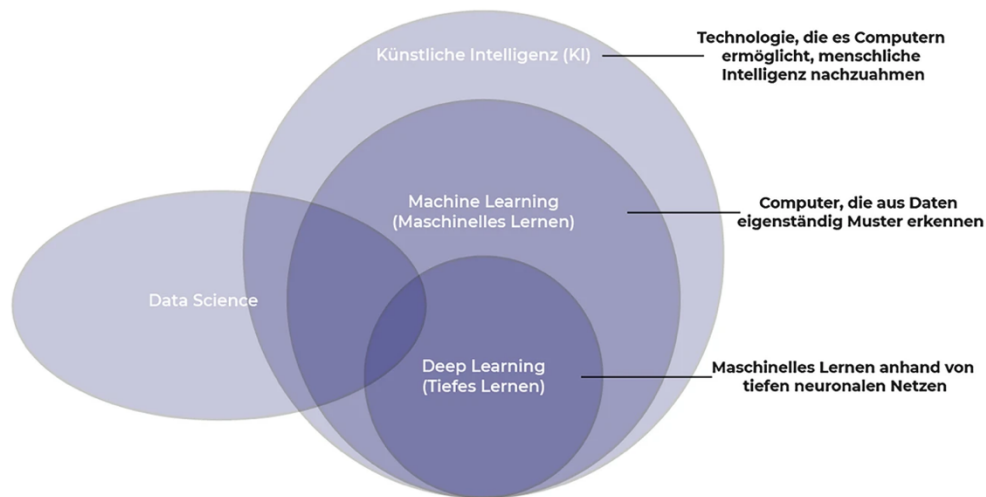 Künstliche Intelligenz (KI)
Technologie, die es Computern
ermöglicht, menschliche
Intelligenz nachzuahmen
Machine Learning
(Maschinelles Lernen)
Computer, die aus Daten
eigenständig Muster erkennen
Data Science
Deep Learning
(Tiefes Lernen)
Maschinelles Lernen anhand von
tiefen neuronalen Netzen